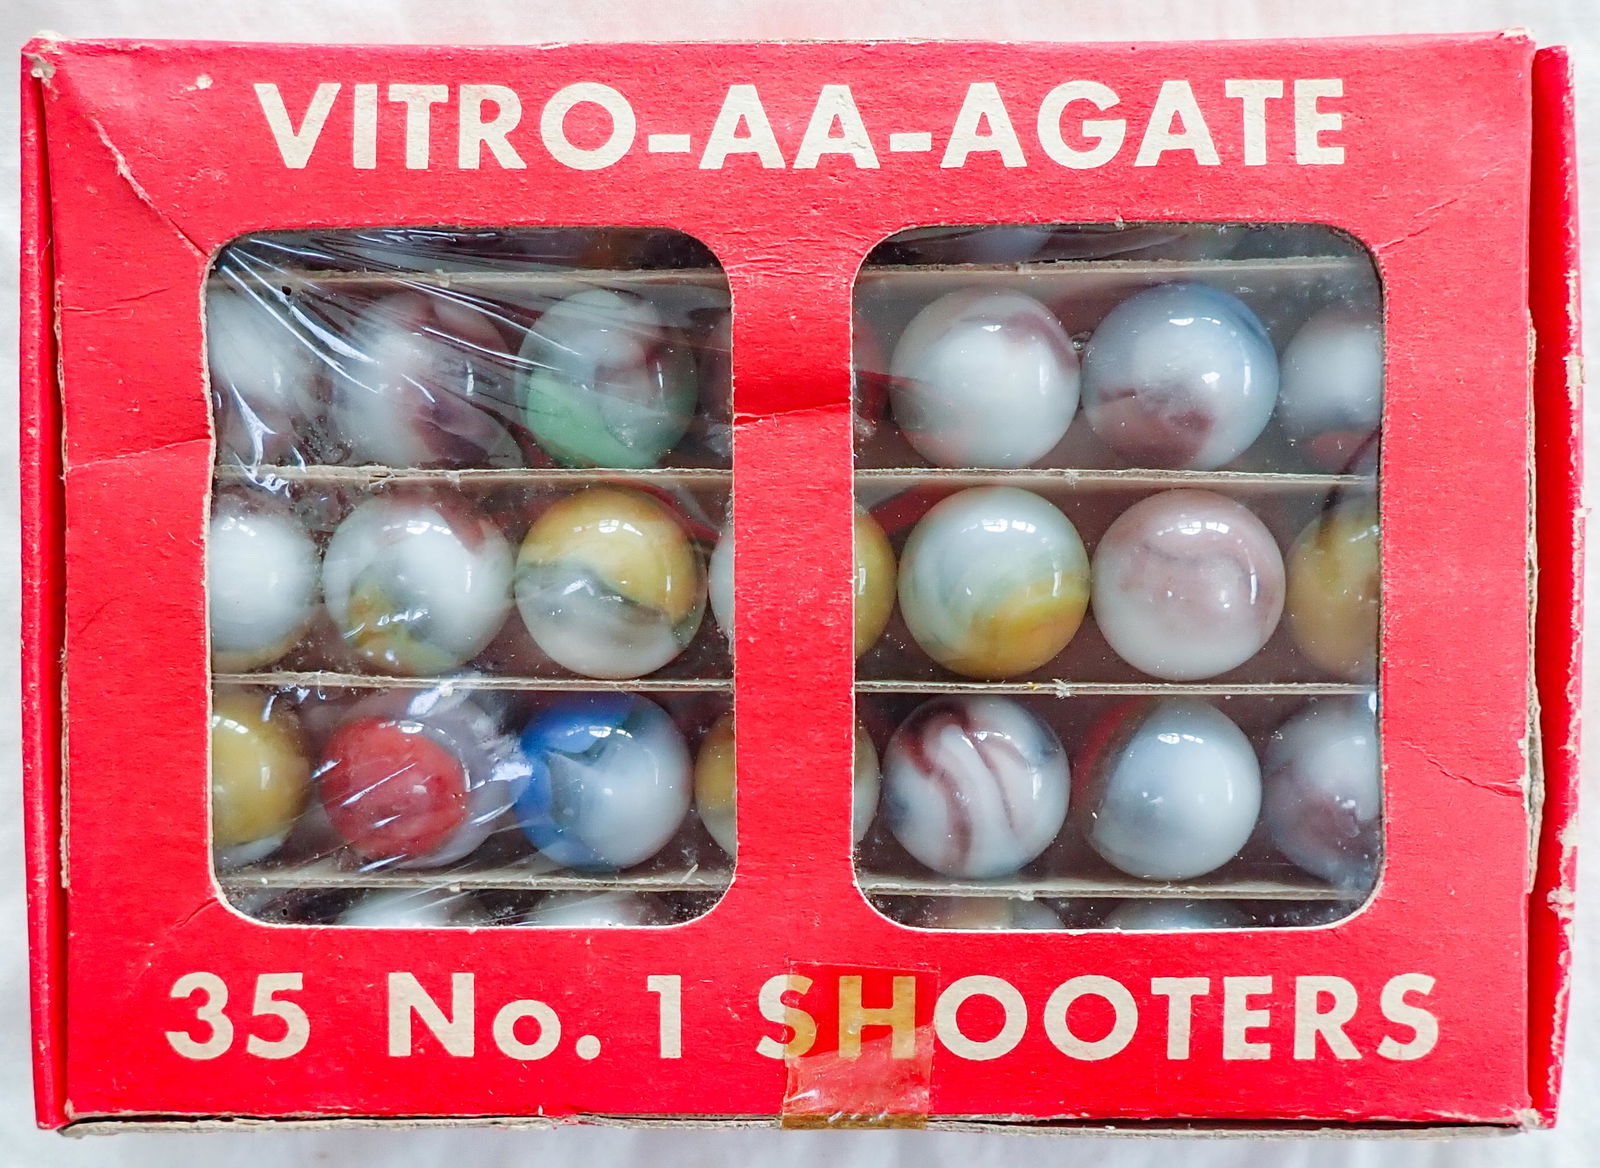 VITRO-AA-AGATE
35 No. 1 SHOOTERS